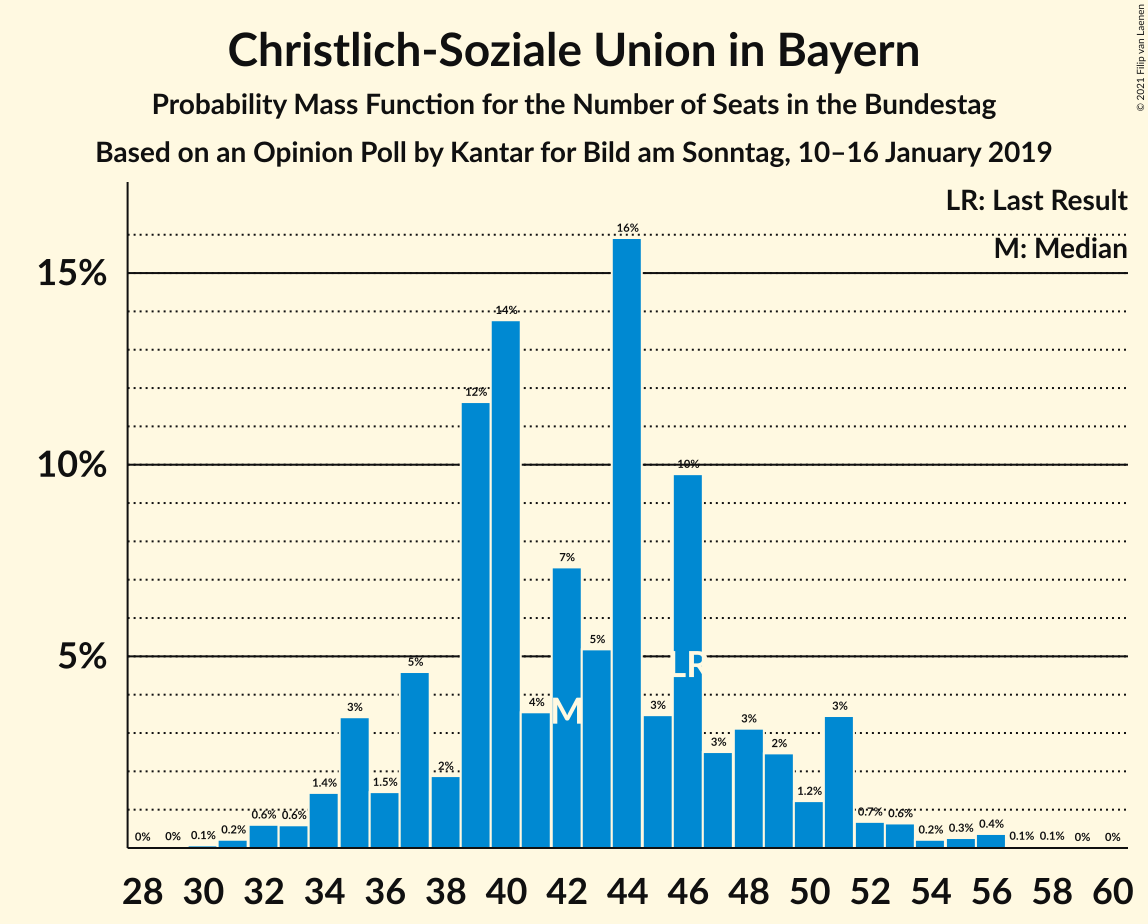 Christlich-Soziale Union in Bayern
Probability Mass Function for the Number of Seats in the Bundestag
Based on an Opinion Poll by Kantar for Bild am Sonntag, 10–16 January 2019
© 2021 Filip van Laenen
LR: Last Result
M: Median
15%
10%
5%
0% 0% 0.1% 0.2% 0.6% 0.6% 1.4% 3% 1.5% 5% 2% 12% 14% 4% 7% 5% 16% 3% 10% 3% 3% 2% 1.2% 3% 0.7% 0.6% 0.2% 0.3% 0.4% 0.1% 0.1% 0% 0%
M LR
28 30 32 34 36 38 40 42 44 46 48 50 52 54 56 58 60